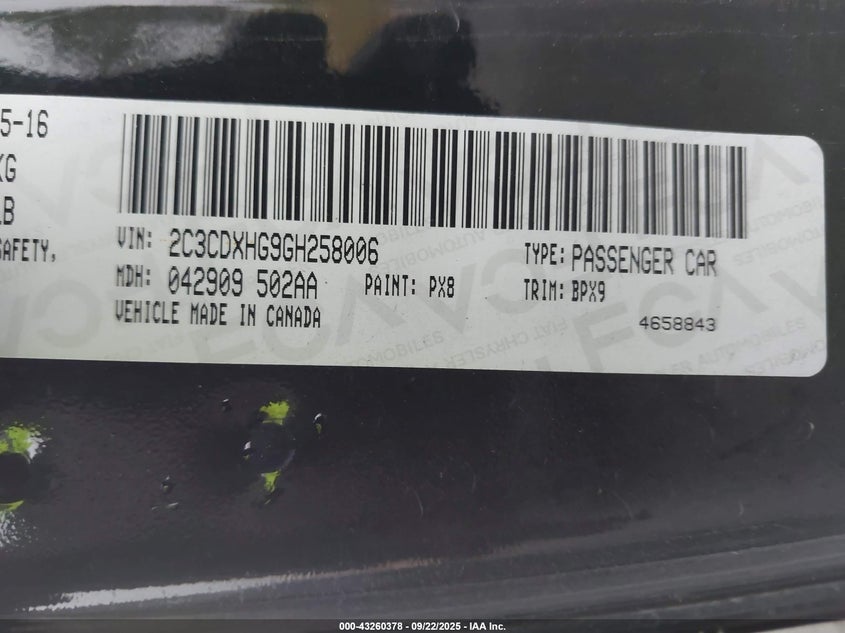 5-16
KG
LB
SAFETY,
VIN: 2C3CDXHG9GH258006
TYPE: PASSENGER CAR
MDH: 042909 502AA
PAINT: PX8
TRIM: BPX9
VEHICLE MADE IN CANADA
4658843
000-43260378 - 09/22/2025 - IAA Inc.